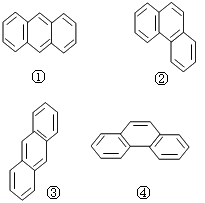 ① ②
③ ④